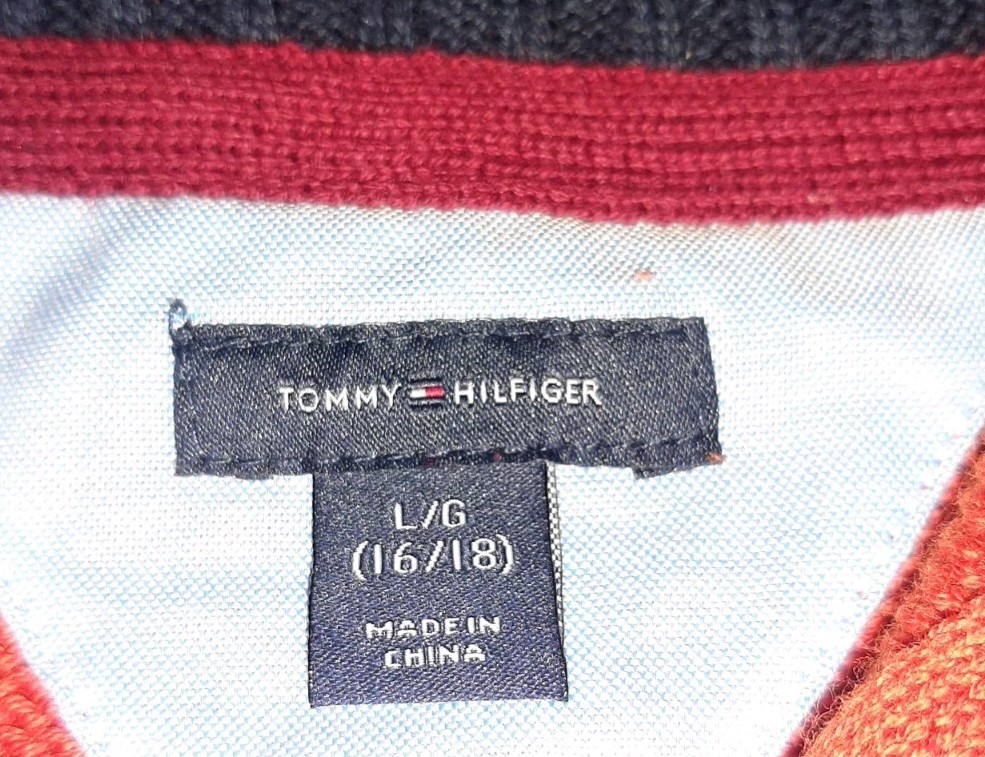 TOMMY HILFIGER
L/G
(16/18)
MADE IN
CHINA